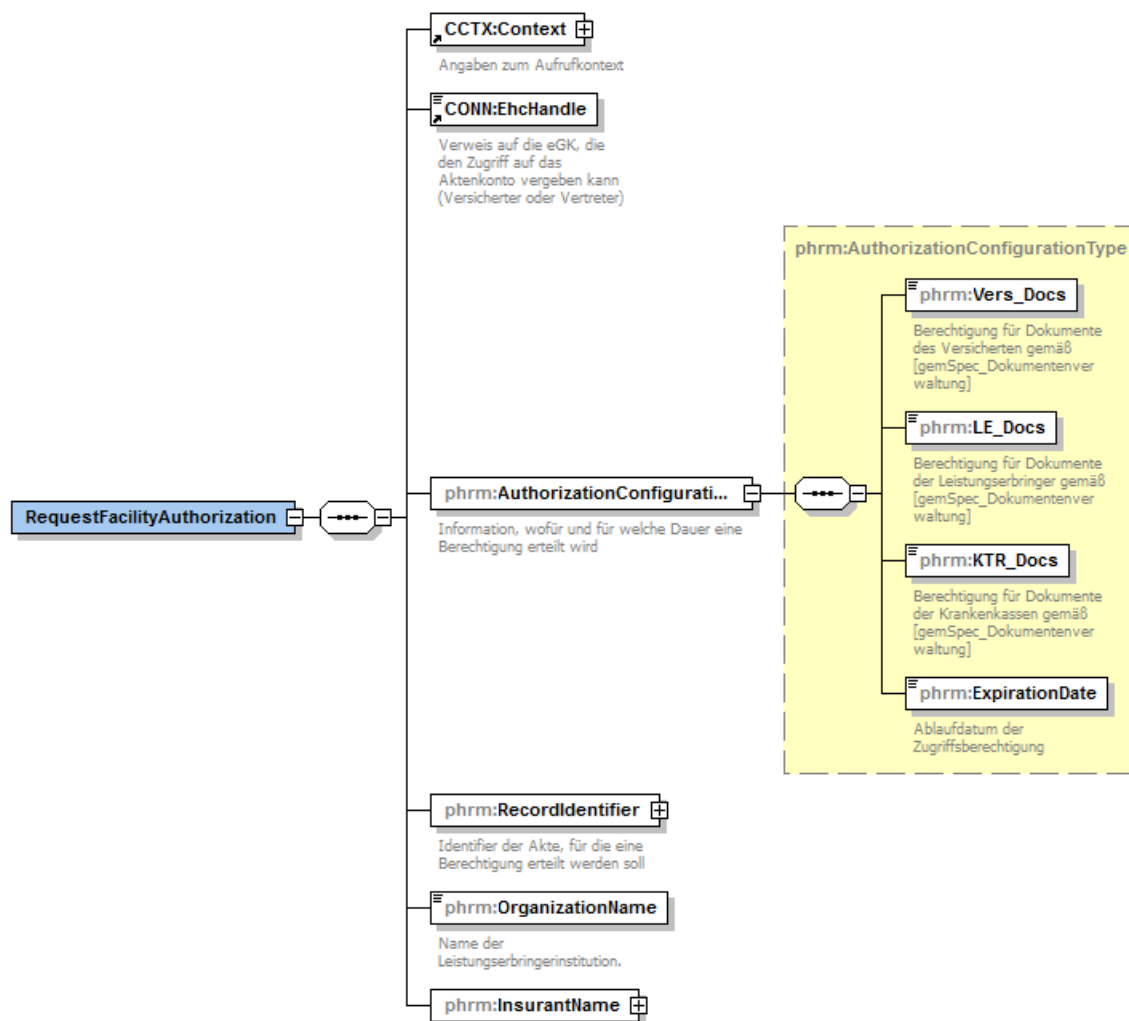 CCTX:Context
Angaben zum Aufrufkontext
CONN:EhcHandle
Verweis auf die eGK, die
den Zugriff auf das
Aktenkonto vergeben kann
(Versicherter oder Vertreter)
phrm:AuthorizationConfigurationType
phrm:Vers_Docs
Berechtigung für Dokumente
des Versicherten gemäß
[gemSpec_Dokumentenver
waltung]
phrm:LE_Docs
Berechtigung für Dokumente
der Leistungserbringer gemäß
[gemSpec_Dokumentenver
waltung]
RequestFacilityAuthorization
phrm:AuthorizationConfigurati...
Information, wofür und für welche Dauer eine
Berechtigung erteilt wird
phrm:KTR_Docs
Berechtigung für Dokumente
der Krankenkassen gemäß
[gemSpec_Dokumentenver
waltung]
phrm:ExpirationDate
Ablaufdatum der
Zugriffsberechtigung
phrm:RecordIdentifier
Identifier der Akte, für die eine
Berechtigung erteilt werden soll
phrm:OrganizationName
Name der
Leistungserbringerinstitution.
phrm:InsurantName